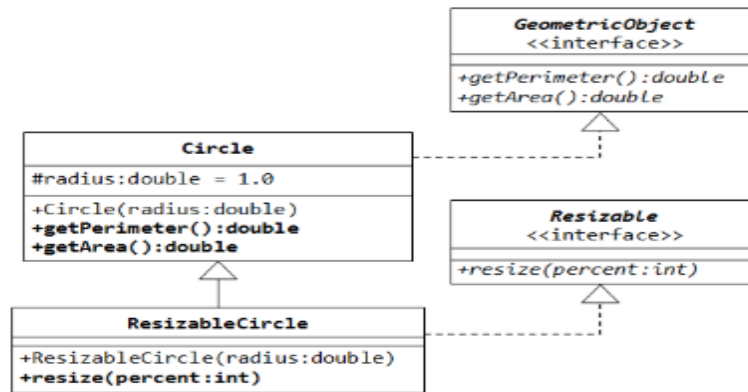 GeometricObject
<<interface>>
+getPerimeter():double
+getArea():double
Circle
#radius:double = 1.0
+Circle(radius:double)
+getPerimeter():double
+getArea():double
Resizable
<<interface>>
+resize(percent:int)
ResizableCircle
+ResizableCircle(radius:double)
+resize(percent:int)